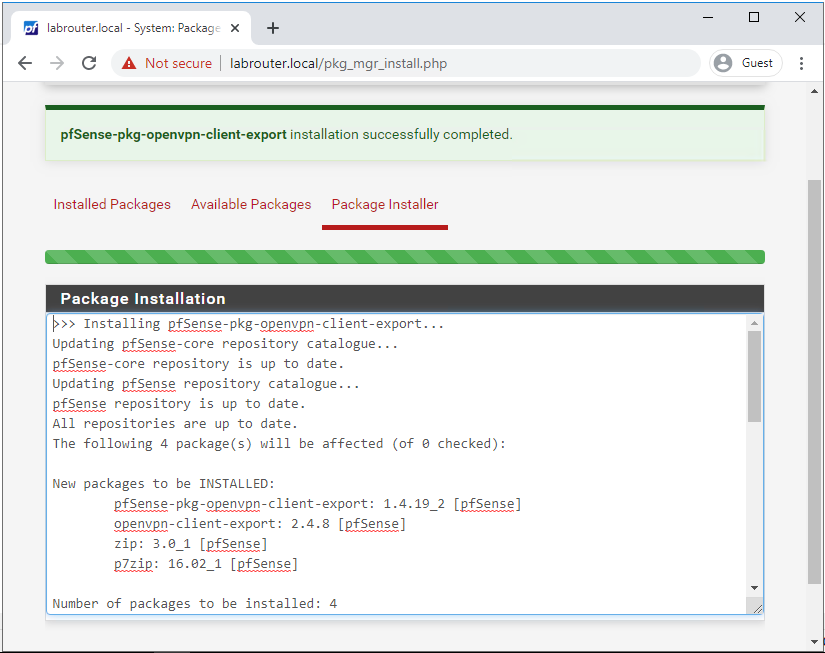 labrouter.local - System: Package
Not secure
labrouter.local/pkg_mgr_install.php
Guest
pfSense-pkg-openvpn-client-export installation successfully completed.
Installed Packages
Available Packages
Package Installer
Package Installation
>>> Installing pfSense-pkg-openvpn-client-export...
Updating pfSense-core repository catalogue...
pfSense-core repository is up to date.
Updating pfSense repository catalogue...
pfSense repository is up to date.
All repositories are up to date.
The following 4 package(s) will be affected (of 0 checked):
New packages to be INSTALLED:
pfSense-pkg-openvpn-client-export: 1.4.19_2 [pfSense]
openvpn-client-export: 2.4.8 [pfSense]
zip: 3.0_1 [pfSense]
p7zip: 16.02_1 [pfSense]
Number of packages to be installed: 4